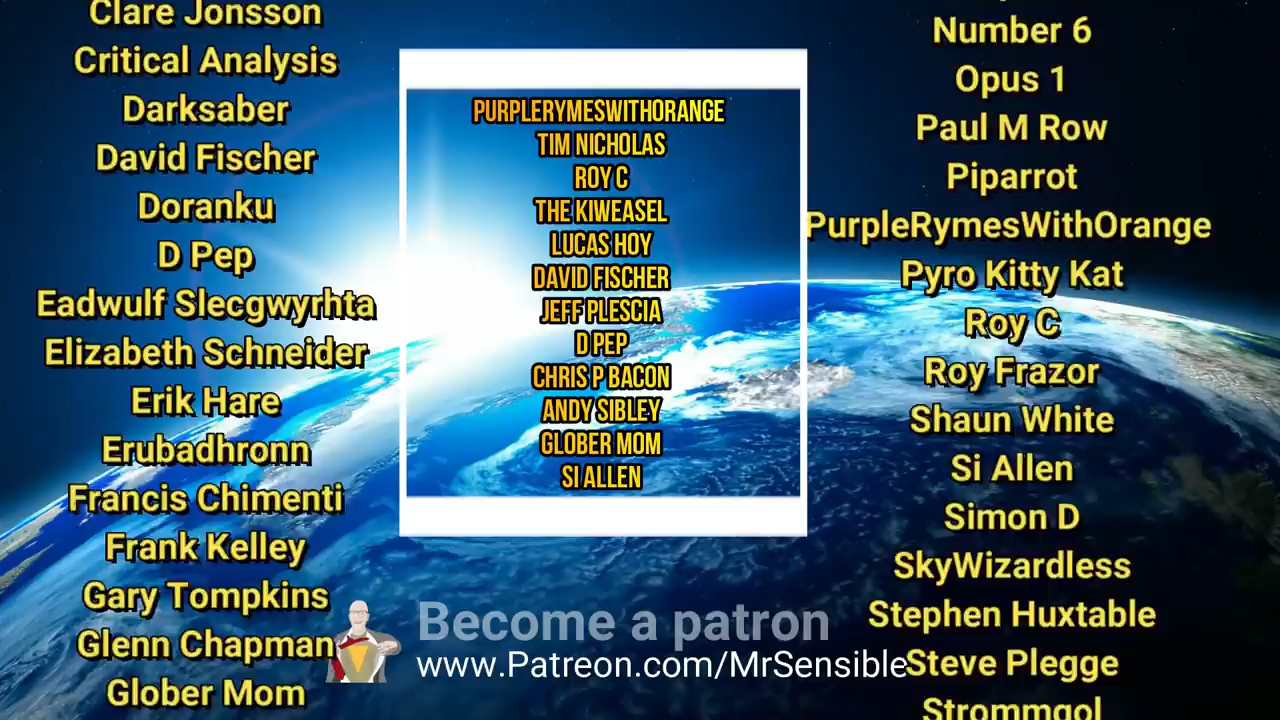 Clare Jonsson
Critical Analysis
Darksaber
David Fischer
Doranku
D Pep
Eadwulf Slecgwyrhta
Elizabeth Schneider
Erik Hare
Erubadhronn
Francis Chimenti
Frank Kelley
Gary Tompkins
Glenn Chapman
Glober Mom
PURPLERYMESWITHORANGE
TIM NICHOLAS
ROY C
THE KIWEASEL
LUCAS HOY
DAVID FISCHER
JEFF PLESCIA
D PEP
CHRIS P BACON
ANDY SIBLEY
GLOBER MOM
SI ALLEN
Become a patron
www.Patreon.com/MrSensible
Number 6
Opus 1
Paul M Row
Piparrot
PurpleRymesWithOrange
Pyro Kitty Kat
Roy C
Roy Frazor
Shaun White
Si Allen
Simon D
SkyWizardless
Stephen Huxtable
Steve Plegge
Strommgol